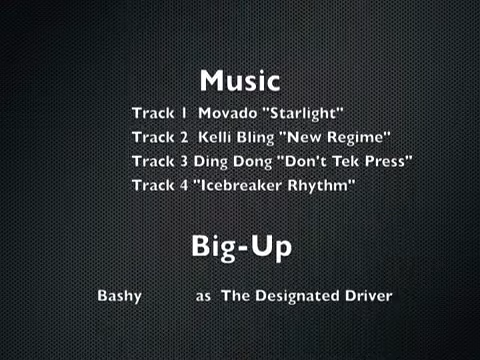 Music
Track 1 Movado "Starlight"
Track 2 Kelli Bling "New Regime"
Track 3 Ding Dong "Don't Tek Press"
Track 4 "Icebreaker Rhythm"
Big-Up
Bashy as The Designated Driver